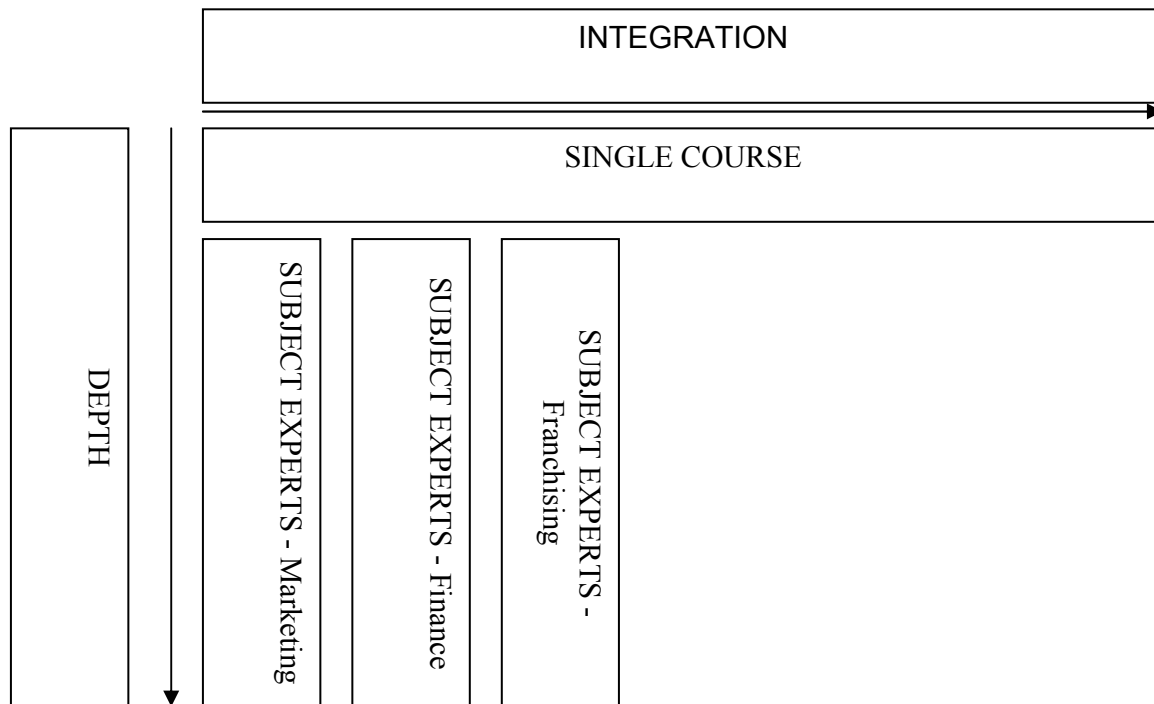 INTEGRATION
SINGLE COURSE
DEPTH
SUBJECT EXPERTS - Marketing
SUBJECT EXPERTS - Finance
SUBJECT EXPERTS -
Franchising